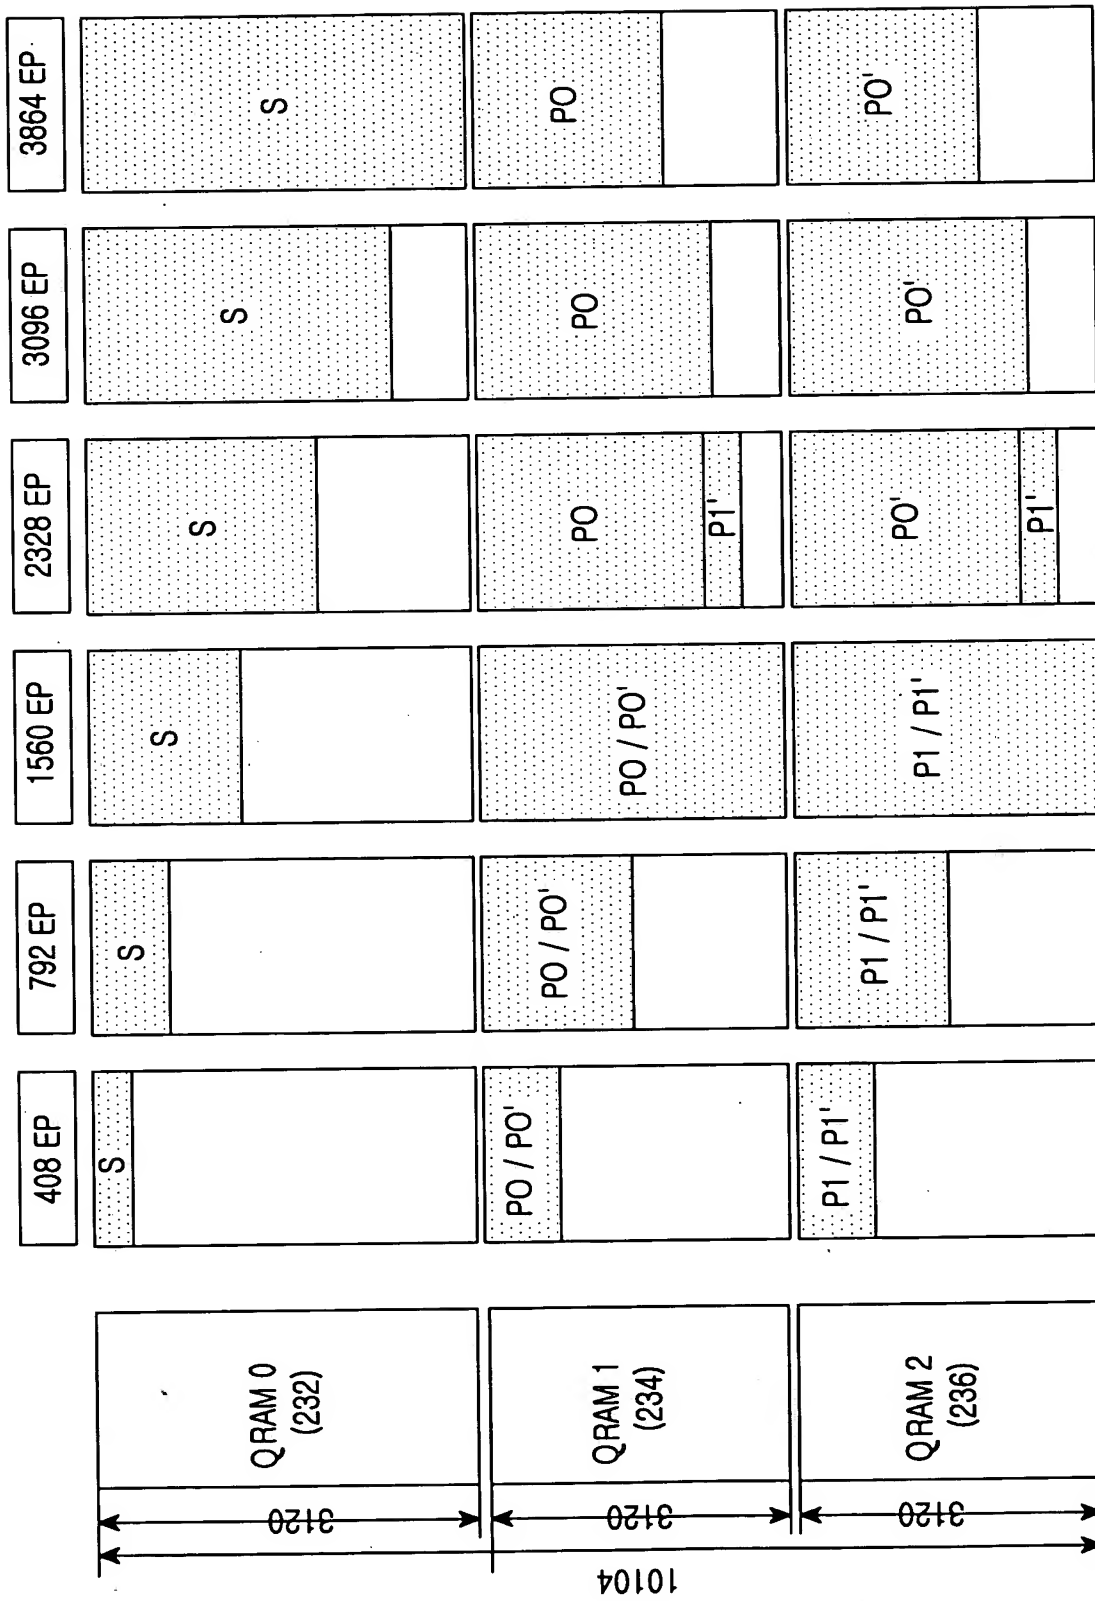 408 EP
792 EP
1560 EP
2328 EP
3096 EP
3864 EP
10104
3120
QRAM 0
(232)
S
S
S
S
S
S
3120
QRAM 1
(234)
PO / PO'
PO / PO'
PO / PO'
PO
P1'
PO
PO
3120
QRAM 2
(236)
P1 / P1'
P1 / P1'
P1 / P1'
PO'
P1'
PO'
PO'